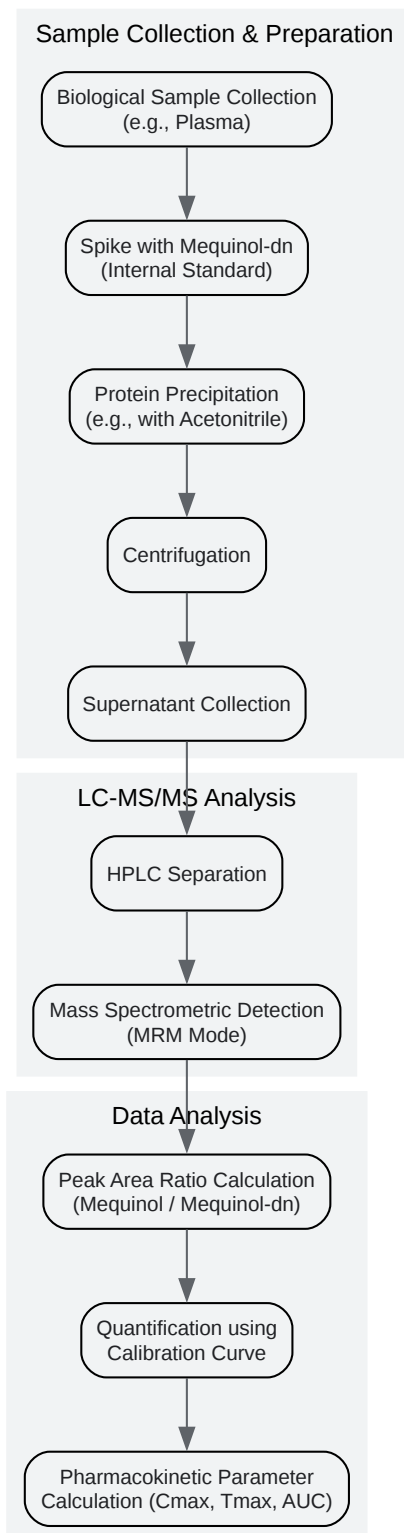 Sample Collection & Preparation
Biological Sample Collection
(e.g., Plasma)
Spike with Mequinol-dn
(Internal Standard)
Protein Precipitation
(e.g., with Acetonitrile)
Centrifugation
Supernatant Collection
LC-MS/MS Analysis
HPLC Separation
Mass Spectrometric Detection
(MRM Mode)
Data Analysis
Peak Area Ratio Calculation
(Mequinol / Mequinol-dn)
Quantification using
Calibration Curve
Pharmacokinetic Parameter
Calculation (Cmax, Tmax, AUC)